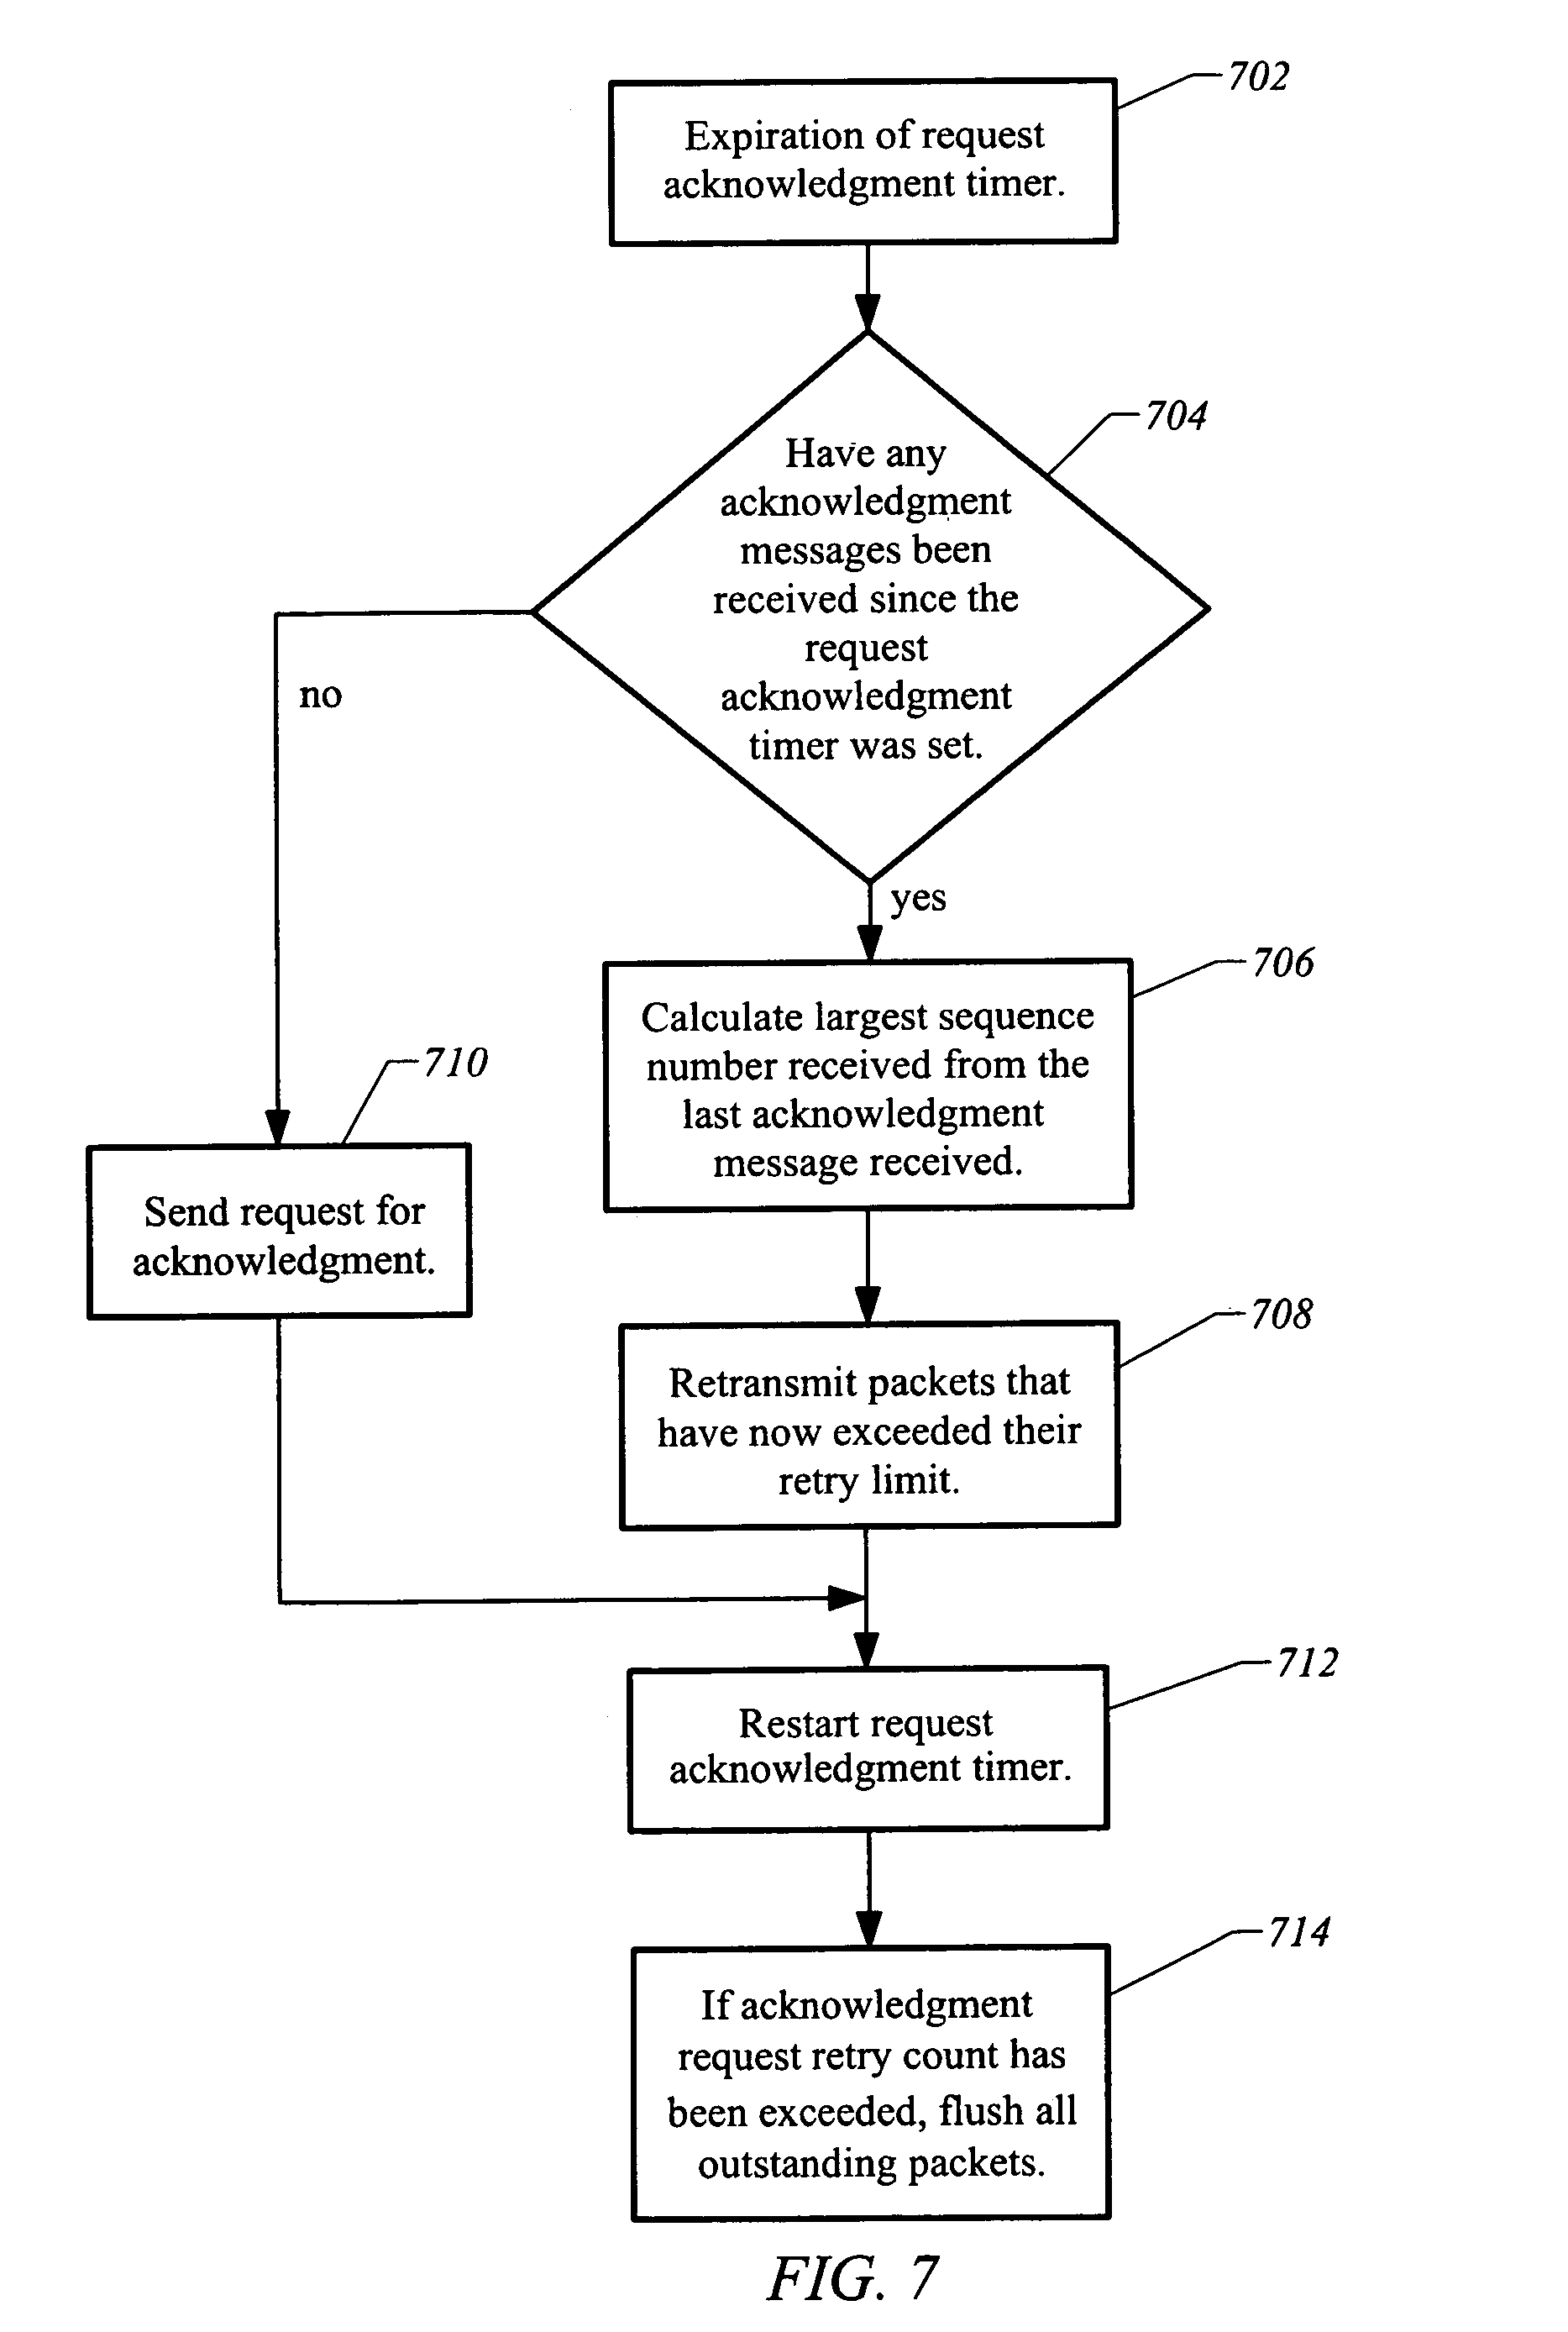 702
Expiration of request
acknowledgment timer.
704
Have any
acknowledgment
messages been
received since the
request
acknowledgment
timer was set.
no
yes
706
Calculate largest sequence
number received from the
last acknowledgment
message received.
710
Send request for
acknowledgment.
708
Retransmit packets that
have now exceeded their
retry limit.
712
Restart request
acknowledgment timer.
714
If acknowledgment
request retry count has
been exceeded, flush all
outstanding packets.
FIG. 7